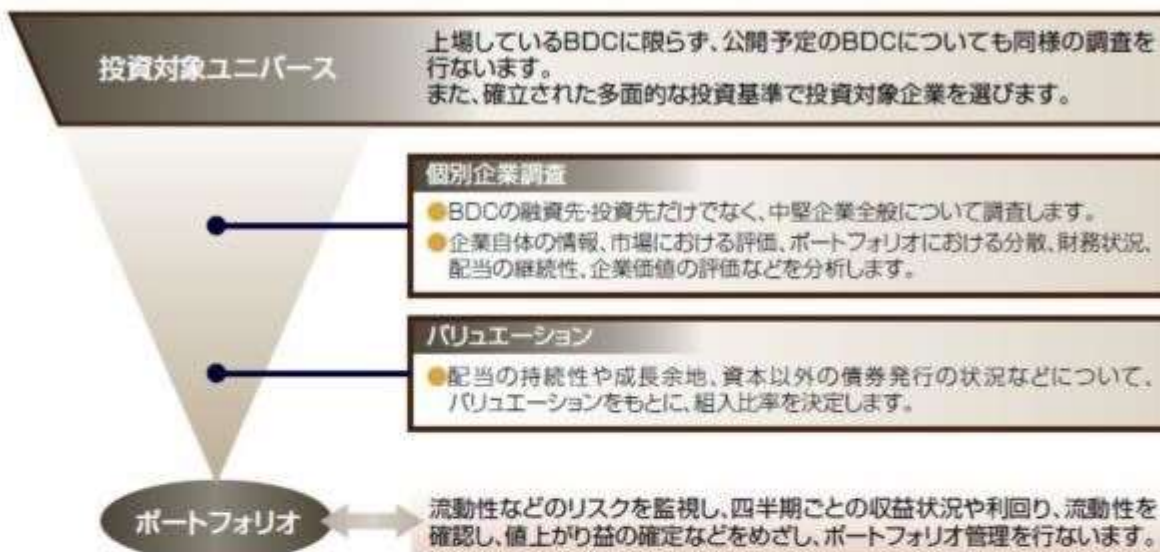 投資対象ユニバース
上場しているBDCに限らず、公開予定のBDCについても同様の調査を
行ないます。
また、確立された多面的な投資基準で投資対象企業を選びます。
個別企業調査
●BDCの融資先・投資先だけでなく、中堅企業全般について調査します。
●企業自体の情報、市場における評価、ポートフォリオにおける分散、財務状況、
配当の継続性、企業価値の評価などを分析します。
バリュエーション
●配当の持続性や成長余地、資本以外の債券発行の状況などについて、
バリュエーションをもとに、組入比率を決定します。
ポートフォリオ
流動性などのリスクを監視し、四半期ごとの収益状況や利回り、流動性を
確認し、値上がり益の確定などをめざし、ポートフォリオ管理を行ないます。